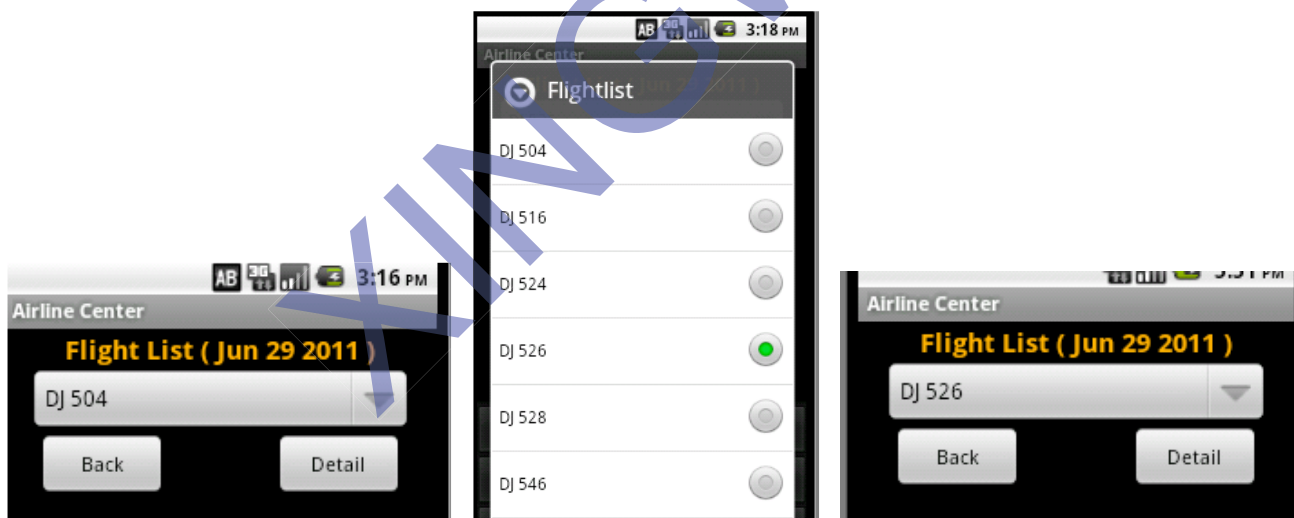 3:16 PM
Airline Center
Flight List ( Jun 29 2011 )
DJ 504
Back
Detail
3:18 PM
Airline Center
Flightlist
DJ 504
DJ 516
DJ 524
DJ 526
DJ 528
DJ 546
Airline Center
Flight List ( Jun 29 2011 )
DJ 526
Back
Detail